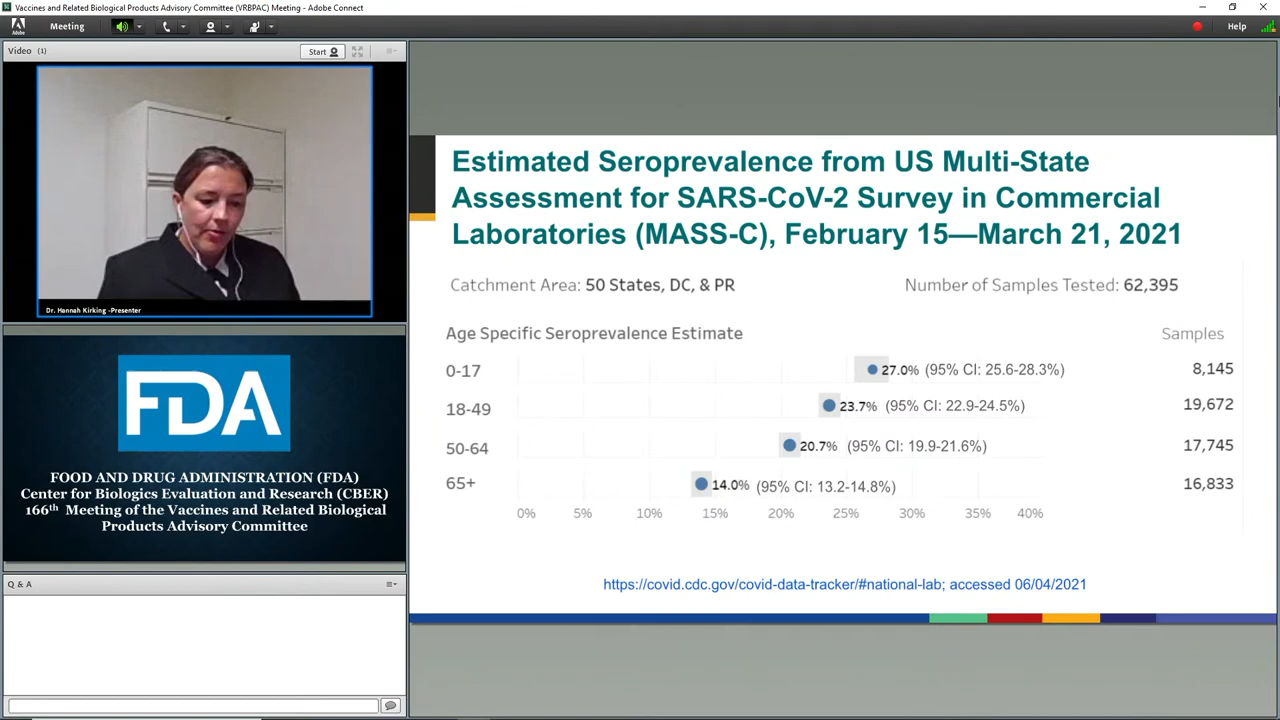 Vaccines and Related Biological Products Advisory Committee (VRBPAC) Meeting - Adobe Connect
Adobe
Meeting
Help
Video (1)
Start
Dr. Hannah Kirking -Presenter
FDA
FOOD AND DRUG ADMINISTRATION (FDA)
Center for Biologics Evaluation and Research (CBER)
166th Meeting of the Vaccines and Related Biological
Products Advisory Committee
Q & A
Estimated Seroprevalence from US Multi-State
Assessment for SARS-CoV-2 Survey in Commercial
Laboratories (MASS-C), February 15—March 21, 2021
Catchment Area: 50 States, DC, & PR Number of Samples Tested: 62,395
Age Specific Seroprevalence Estimate Samples
0-17 27.0% (95% CI: 25.6-28.3%) 8,145
18-49 23.7% (95% CI: 22.9-24.5%) 19,672
50-64 20.7% (95% CI: 19.9-21.6%) 17,745
65+ 14.0% (95% CI: 13.2-14.8%) 16,833
0% 5% 10% 15% 20% 25% 30% 35% 40%
https://covid.cdc.gov/covid-data-tracker/#national-lab; accessed 06/04/2021